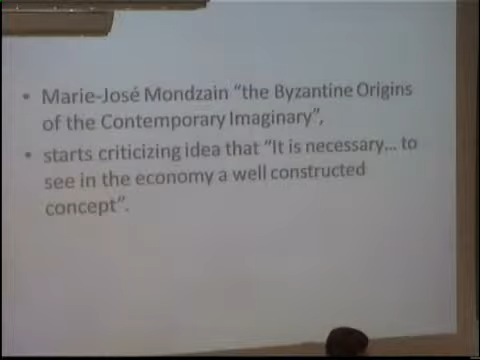 • Marie-José Mondzain “the Byzantine Origins
of the Contemporary Imaginary”,
• starts criticizing idea that “It is necessary... to
see in the economy a well constructed
concept”.